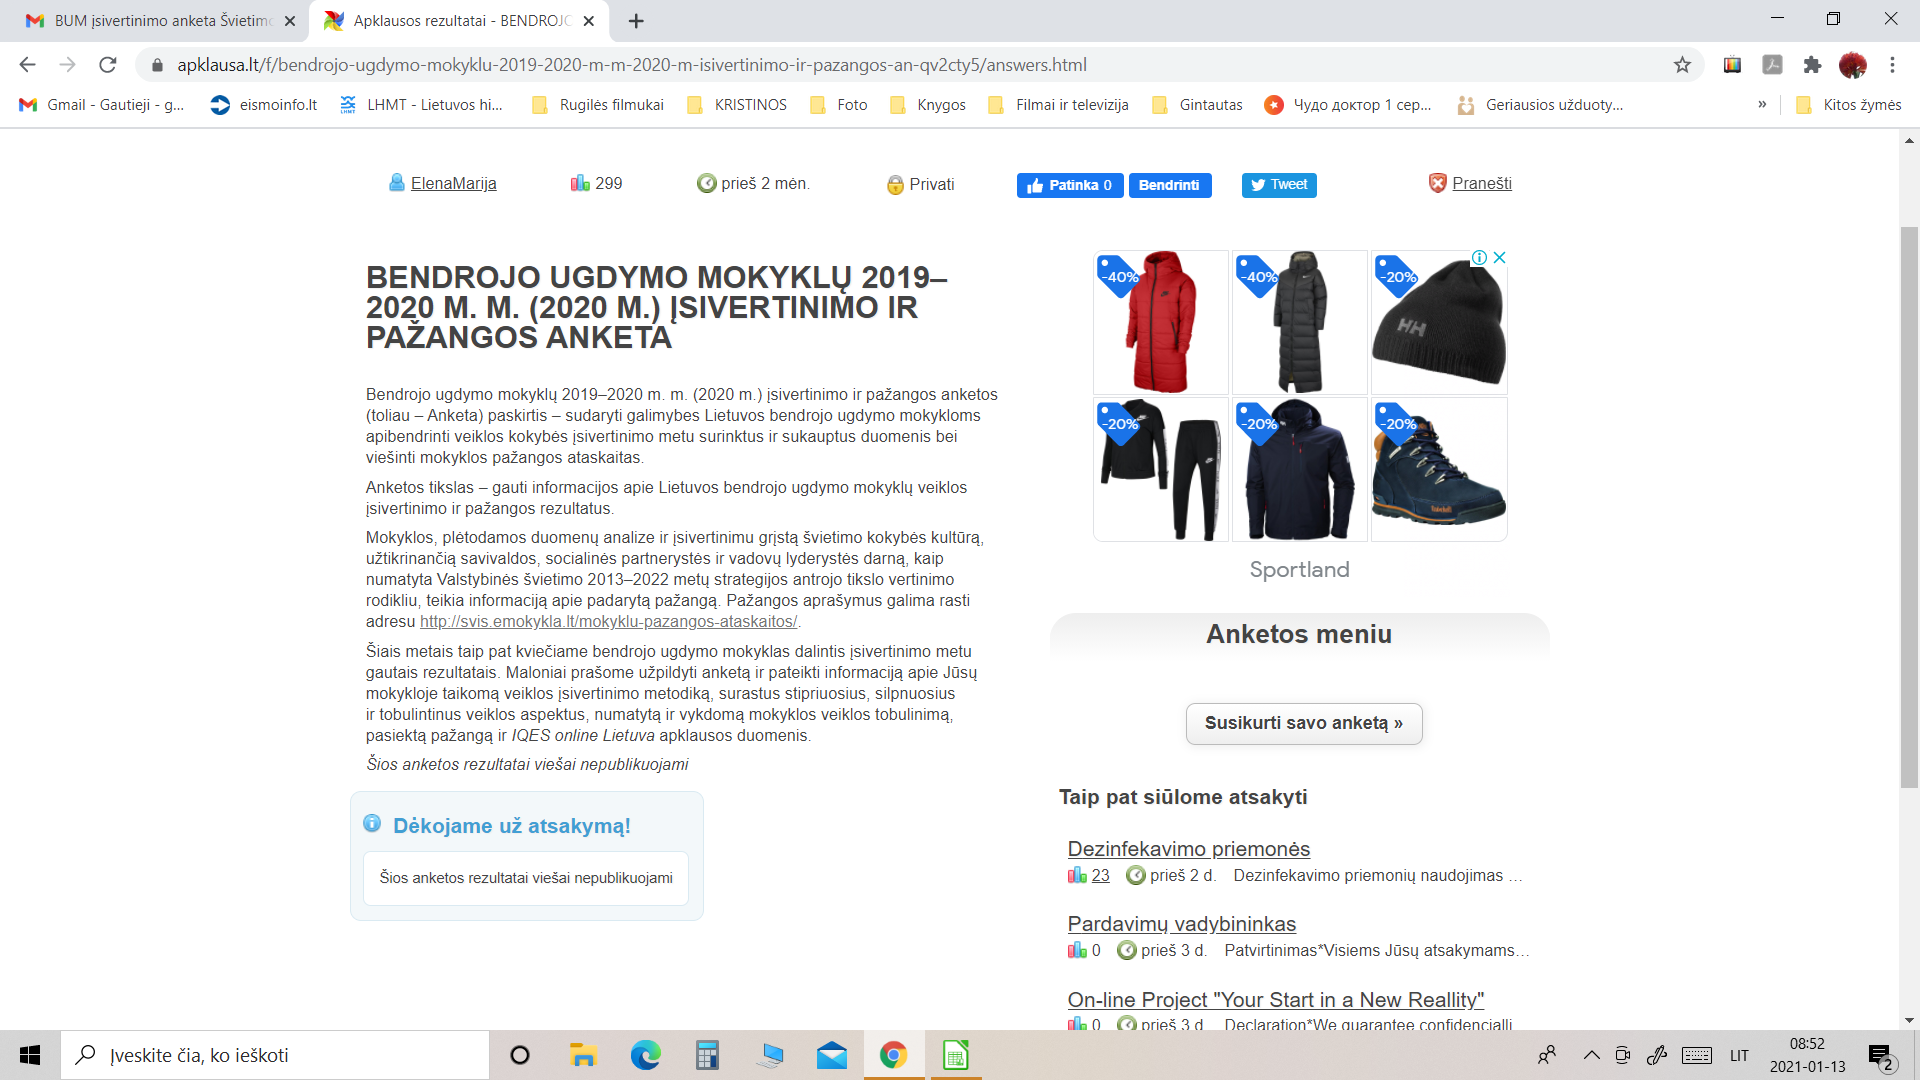 BUM įsivertinimo anketa Švietimo
Apklausos rezultatai - BENDROJO
apklausa.lt/f/bendrojo-ugdymo-mokyklu-2019-2020-m-m-2020-m-isivertinimo-ir-pazangos-an-qv2cty5/answers.html
Gmail - Gautieji - g...
eismoinfo.lt
LHMT - Lietuvos hi...
Rugilės filmukai
KRISTINOS
Foto
Knygos
Filmai ir televizija
Gintautas
Чудо доктор 1 сер...
Geriausios užduoty...
»
Kitos žymės
ElenaMarija
299
prieš 2 mėn.
Privati
Patinka 0
Bendrinti
Tweet
Pranešti
BENDROJO UGDYMO MOKYKLŲ 2019–
2020 M. M. (2020 M.) ĮSIVERTINIMO IR
PAŽANGOS ANKETA
Bendrojo ugdymo mokyklų 2019–2020 m. m. (2020 m.) įsivertinimo ir pažangos anketos
(toliau – Anketa) paskirtis – sudaryti galimybes Lietuvos bendrojo ugdymo mokykloms
apibendrinti veiklos kokybės įsivertinimo metu surinktus ir sukauptus duomenis bei
viešinti mokyklos pažangos ataskaitas.
Anketos tikslas – gauti informacijos apie Lietuvos bendrojo ugdymo mokyklų veiklos
įsivertinimo ir pažangos rezultatus.
Mokyklos, plėtodamos duomenų analize ir įsivertinimu grįstą švietimo kokybės kultūrą,
užtikrinančią savivaldos, socialinės partnerystės ir vadovų lyderystės darną, kaip
numatyta Valstybinės švietimo 2013–2022 metų strategijos antrojo tikslo vertinimo
rodikliu, teikia informaciją apie padarytą pažangą. Pažangos aprašymus galima rasti
adresu http://svis.emokykla.lt/mokyklu-pazangos-ataskaitos/.
Šiais metais taip pat kviečiame bendrojo ugdymo mokyklas dalintis įsivertinimo metu
gautais rezultatais. Maloniai prašome užpildyti anketą ir pateikti informaciją apie Jūsų
mokykloje taikomą veiklos įsivertinimo metodiką, surastus stipriuosius, silpnuosius
ir tobulintinus veiklos aspektus, numatytą ir vykdomą mokyklos veiklos tobulinimą,
pasiektą pažangą ir IQES online Lietuva apklausos duomenis.
Šios anketos rezultatai viešai nepublikuojami
Dėkojame už atsakymą!
Šios anketos rezultatai viešai nepublikuojami
-40%
-40%
-20%
HH
-20%
-20%
-20%
Sportland
Anketos meniu
Susikurti savo anketą »
Taip pat siūlome atsakyti
Dezinfekavimo priemonės
23 prieš 2 d. Dezinfekavimo priemonių naudojimas ...
Pardavimų vadybininkas
0 prieš 3 d. Patvirtinimas*Visiems Jūsų atsakymams...
On-line Project "Your Start in a New Reallity"
0 prieš 3 d. Declaration*We guarantee confidencialli
Įveskite čia, ko ieškoti
LIT
08:52
2021-01-13
2